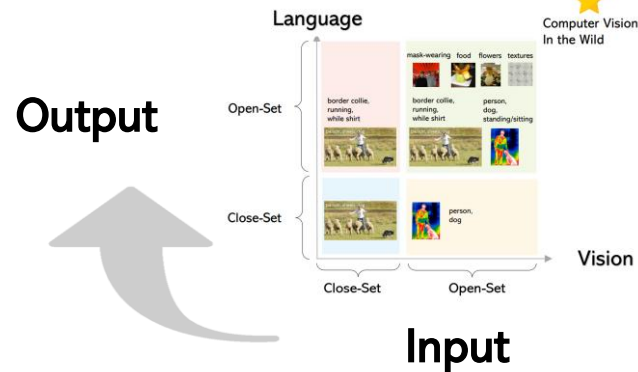 Language
Computer Vision
In the Wild
mask-wearing food flowers textures
Output
Open-Set
border collie,
running,
while shirt
border collie,
running,
while shirt
person,
dog,
standing/sitting
Close-Set
person,
dog
Vision
Close-Set
Open-Set
Input